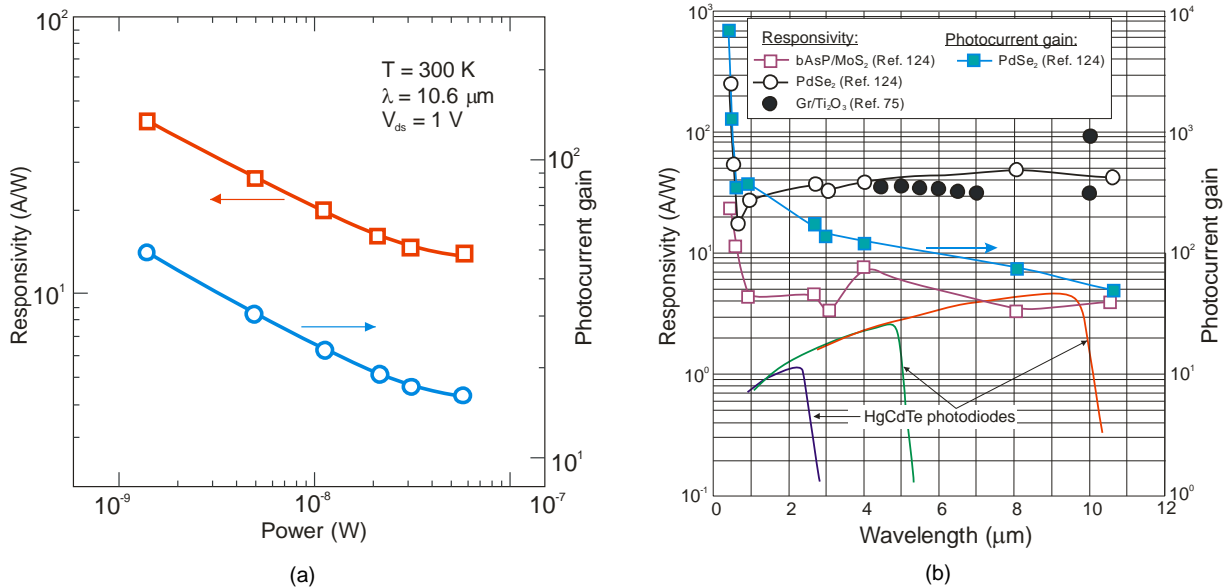 10²
10¹
Responsivity (A/W)
T = 300 K
λ = 10.6 μm
V_ds = 1 V
10²
10¹
Photocurrent gain
10⁻⁹
10⁻⁸
10⁻⁷
Power (W)
(a)
10³
10²
10¹
10⁰
10⁻¹
Responsivity (A/W)
Responsivity:
bAsP/MoS₂ (Ref. 124)
PdSe₂ (Ref. 124)
Gr/Ti₂O₃ (Ref. 75)
Photocurrent gain:
PdSe₂ (Ref. 124)
HgCdTe photodiodes
10⁴
10³
10²
10¹
10⁰
Photocurrent gain
0 2 4 6 8 10 12
Wavelength (μm)
(b)